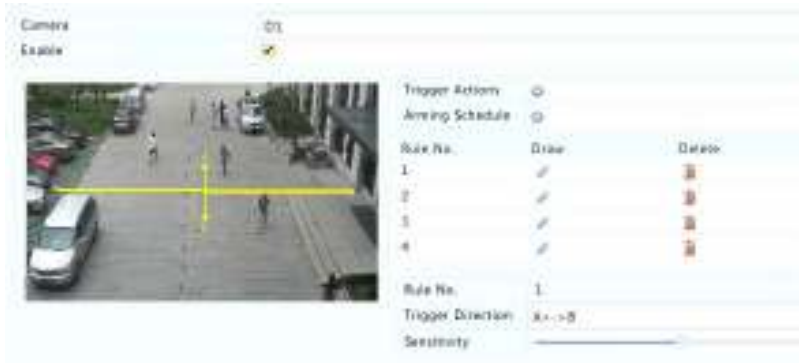 Camera D1
Enable
Trigger Actions
Arming Schedule
Rule No. Draw Delete
1
2
3
4
Rule No. 1
Trigger Direction A<->B
Sensitivity